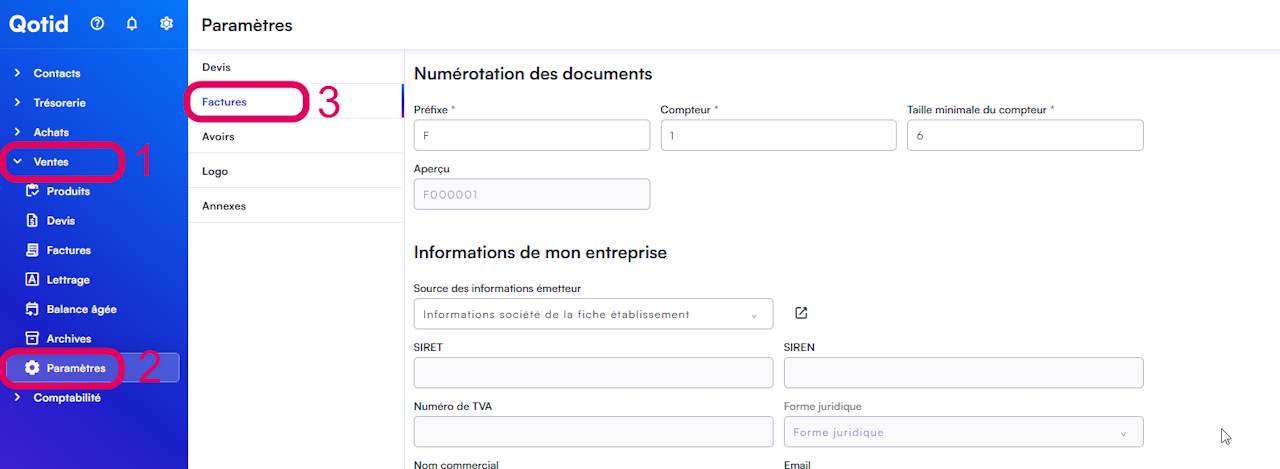 Qotid
Paramètres
Contacts
Trésorerie
Achats
Ventes 1
Produits
Devis
Factures
Lettrage
Balance âgée
Archives
Paramètres 2
Comptabilité
Devis
Factures 3
Avoirs
Logo
Annexes
Numérotation des documents
Préfixe * Compteur * Taille minimale du compteur *
F 1 6
Aperçu
F000001
Informations de mon entreprise
Source des informations émetteur
Informations société de la fiche établissement
SIRET SIREN
Numéro de TVA Forme juridique
Forme juridique
Nom commercial Email